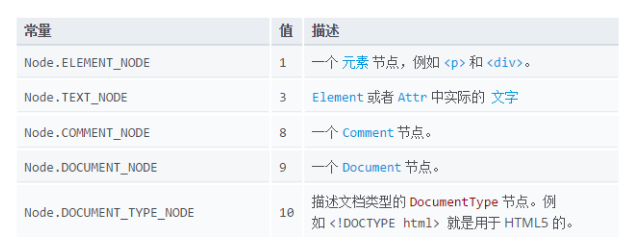 常量 值 描述
Node.ELEMENT_NODE 1 一个 元素 节点，例如 <p> 和 <div>。
Node.TEXT_NODE 3 Element 或者 Attr 中实际的 文字
Node.COMMENT_NODE 8 一个 Comment 节点。
Node.DOCUMENT_NODE 9 一个 Document 节点。
Node.DOCUMENT_TYPE_NODE 10 描述文档类型的 DocumentType 节点。例
如 <!DOCTYPE html> 就是用于 HTML5 的。